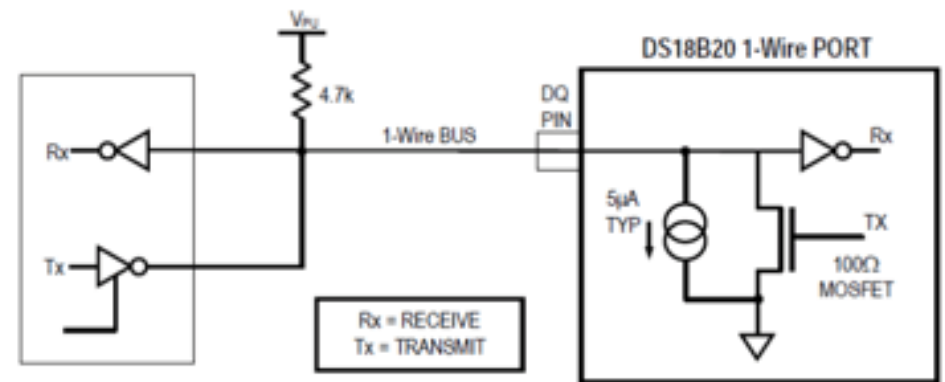 VPU
DS18B20 1-Wire PORT
4.7k
DQ
PIN
1-Wire BUS
Rx
Rx
5µA
TYP
TX
Tx
100Ω
MOSFET
Rx = RECEIVE
Tx = TRANSMIT